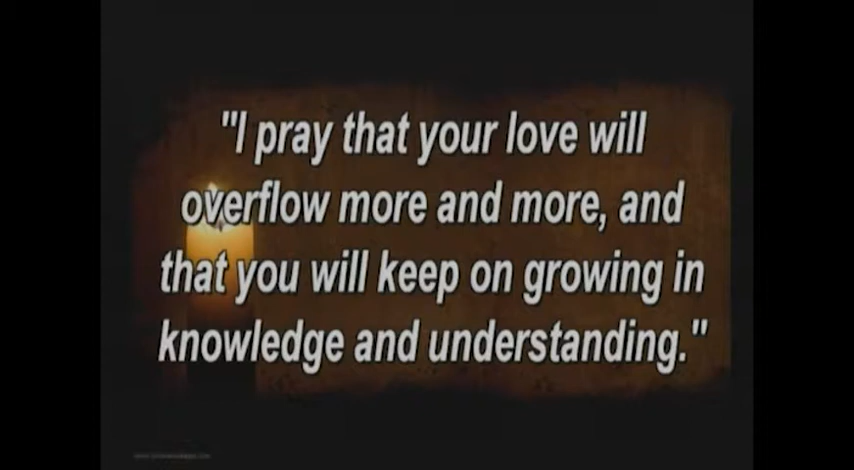 "I pray that your love will
overflow more and more, and
that you will keep on growing in
knowledge and understanding."